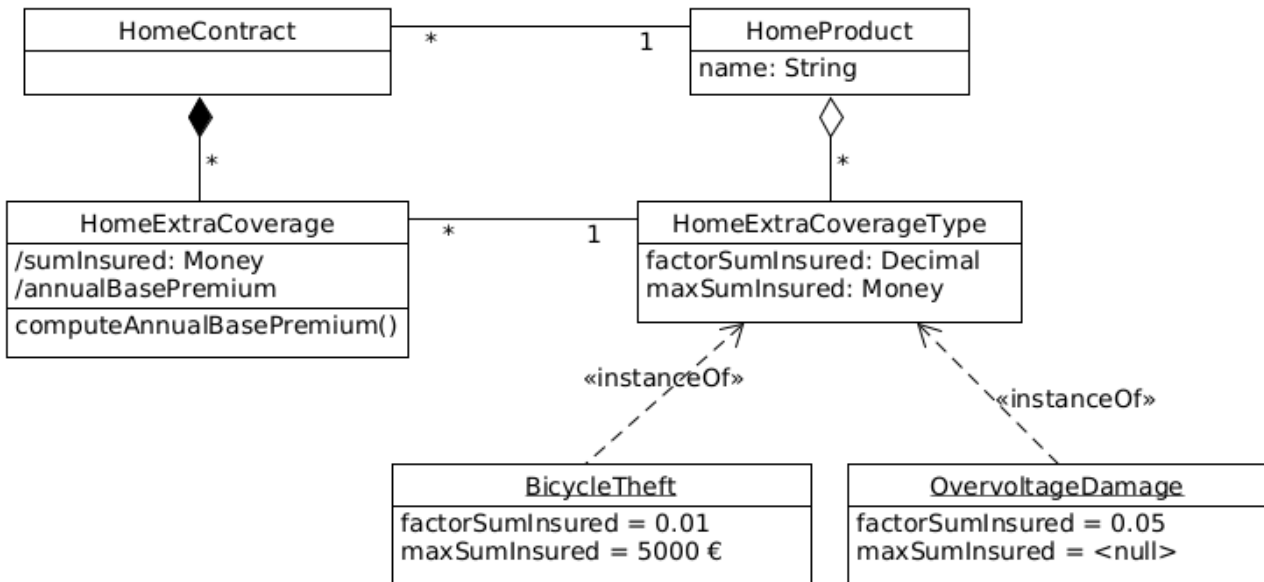 HomeContract
HomeProduct
*
1
name: String
*
*
HomeExtraCoverage
HomeExtraCoverageType
*
1
/sumInsured: Money
/annualBasePremium
factorSumInsured: Decimal
maxSumInsured: Money
computeAnnualBasePremium()
«instanceOf»
«instanceOf»
BicycleTheft
factorSumInsured = 0.01
maxSumInsured = 5000 €
OvervoltageDamage
factorSumInsured = 0.05
maxSumInsured = <null>